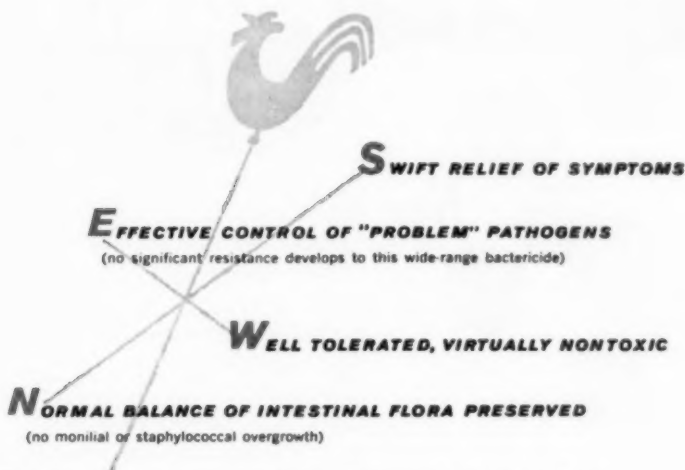 SWIFT RELIEF OF SYMPTOMS
EFFECTIVE CONTROL OF "PROBLEM" PATHOGENS
(no significant resistance develops to this wide-range bactericide)
WELL TOLERATED, VIRTUALLY NONTOXIC
NORMAL BALANCE OF INTESTINAL FLORA PRESERVED
(no monilial or staphylococcal overgrowth)